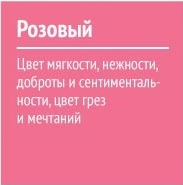 Розовый
Цвет мягкости, нежности,
доброты и сентименталь-
ности, цвет грез
и мечтаний